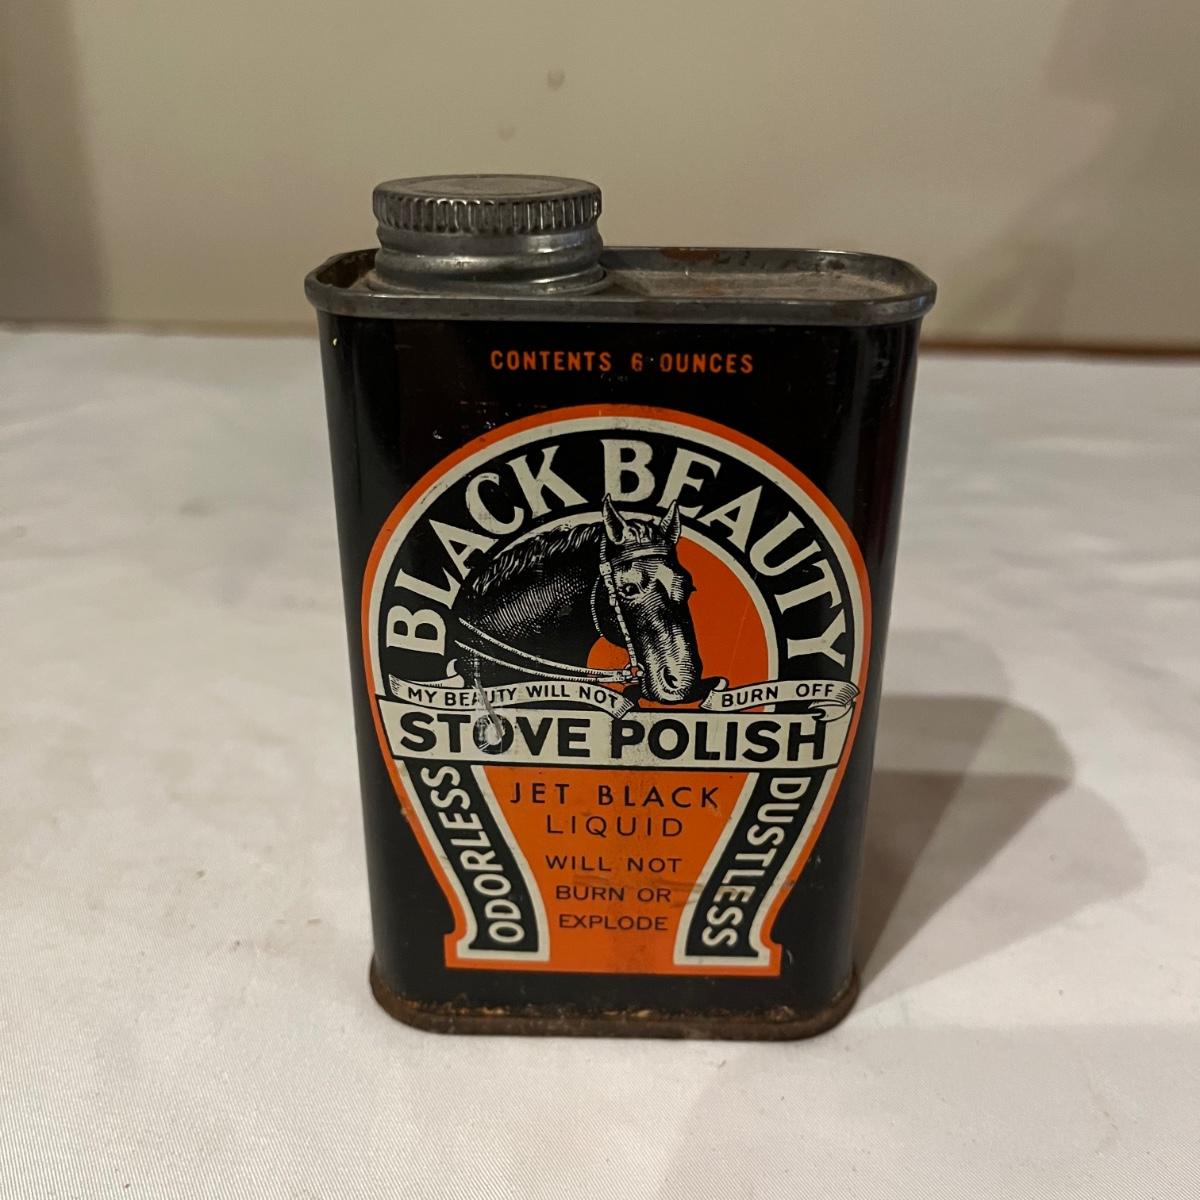 CONTENTS 6 OUNCES
BLACK BEAUTY
MY BEAUTY WILL NOT BURN OFF
STOVE POLISH
ODORLESS
DUSTLESS
JET BLACK
LIQUID
WILL NOT
BURN OR
EXPLODE